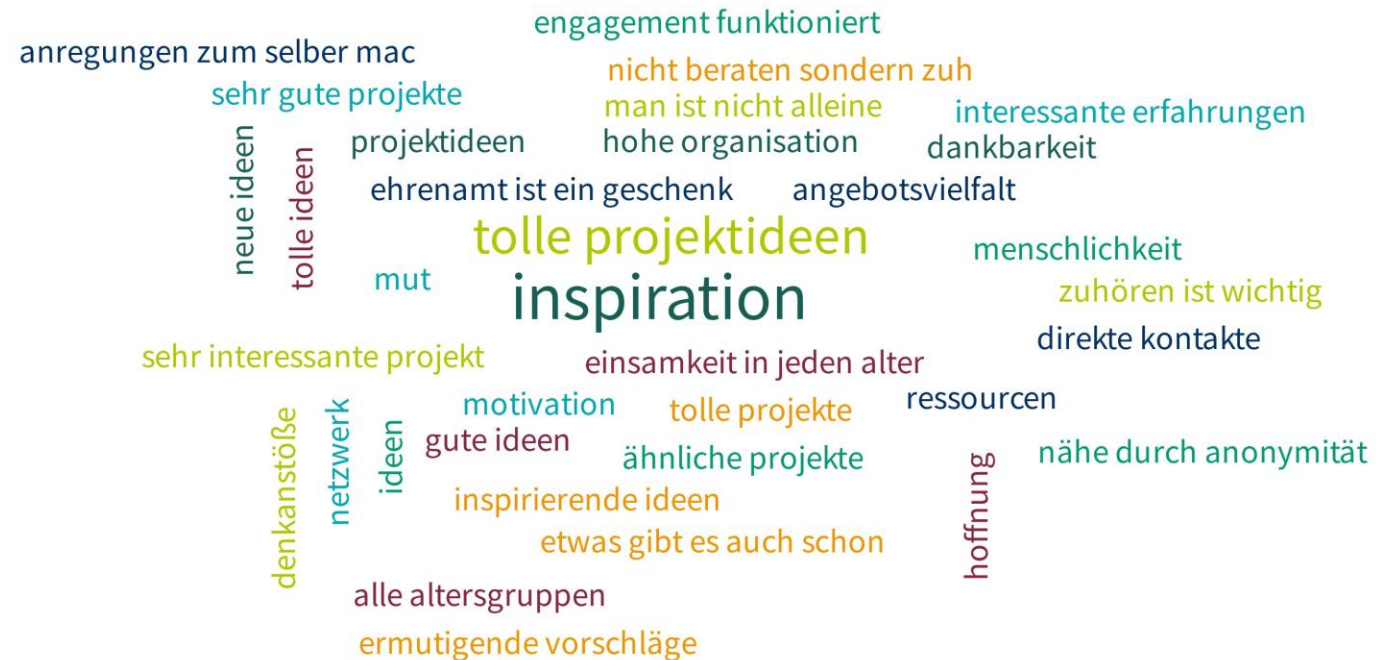 engagement funktioniert
anregungen zum selber mac
nicht beraten sondern zuh
sehr gute projekte
man ist nicht alleine
interessante erfahrungen
neue ideen
tolle ideen
projektideen
hohe organisation
dankbarkeit
ehrenamt ist ein geschenk
angebotsvielfalt
tolle projektideen
menschlichkeit
mut
inspiration
zuhören ist wichtig
direkte kontakte
sehr interessante projekt
einsamkeit in jeden alter
motivation
tolle projekte
ressourcen
denkanstöße
netzwerk
ideen
gute ideen
ähnliche projekte
hoffnung
nähe durch anonymität
inspirierende ideen
etwas gibt es auch schon
alle altersgruppen
ermutigende vorschläge